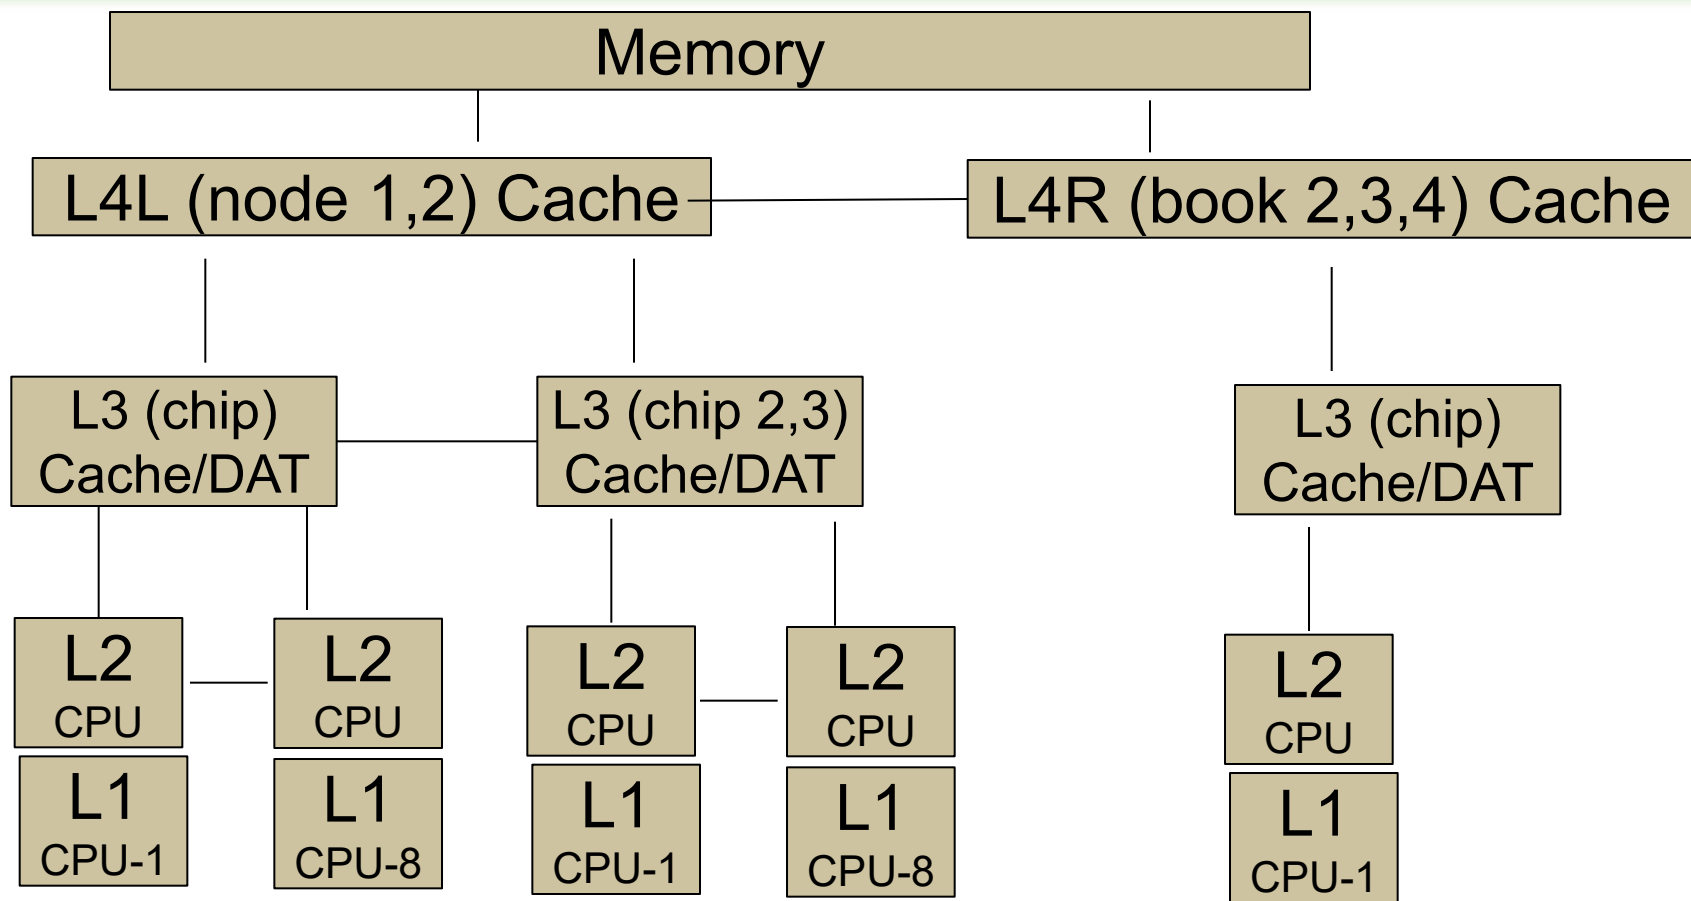 Memory
L4L (node 1,2) Cache
L4R (book 2,3,4) Cache
L3 (chip)
Cache/DAT
L3 (chip 2,3)
Cache/DAT
L3 (chip)
Cache/DAT
L2
CPU
L2
CPU
L2
CPU
L2
CPU
L2
CPU
L1
CPU-1
L1
CPU-8
L1
CPU-1
L1
CPU-8
L1
CPU-1